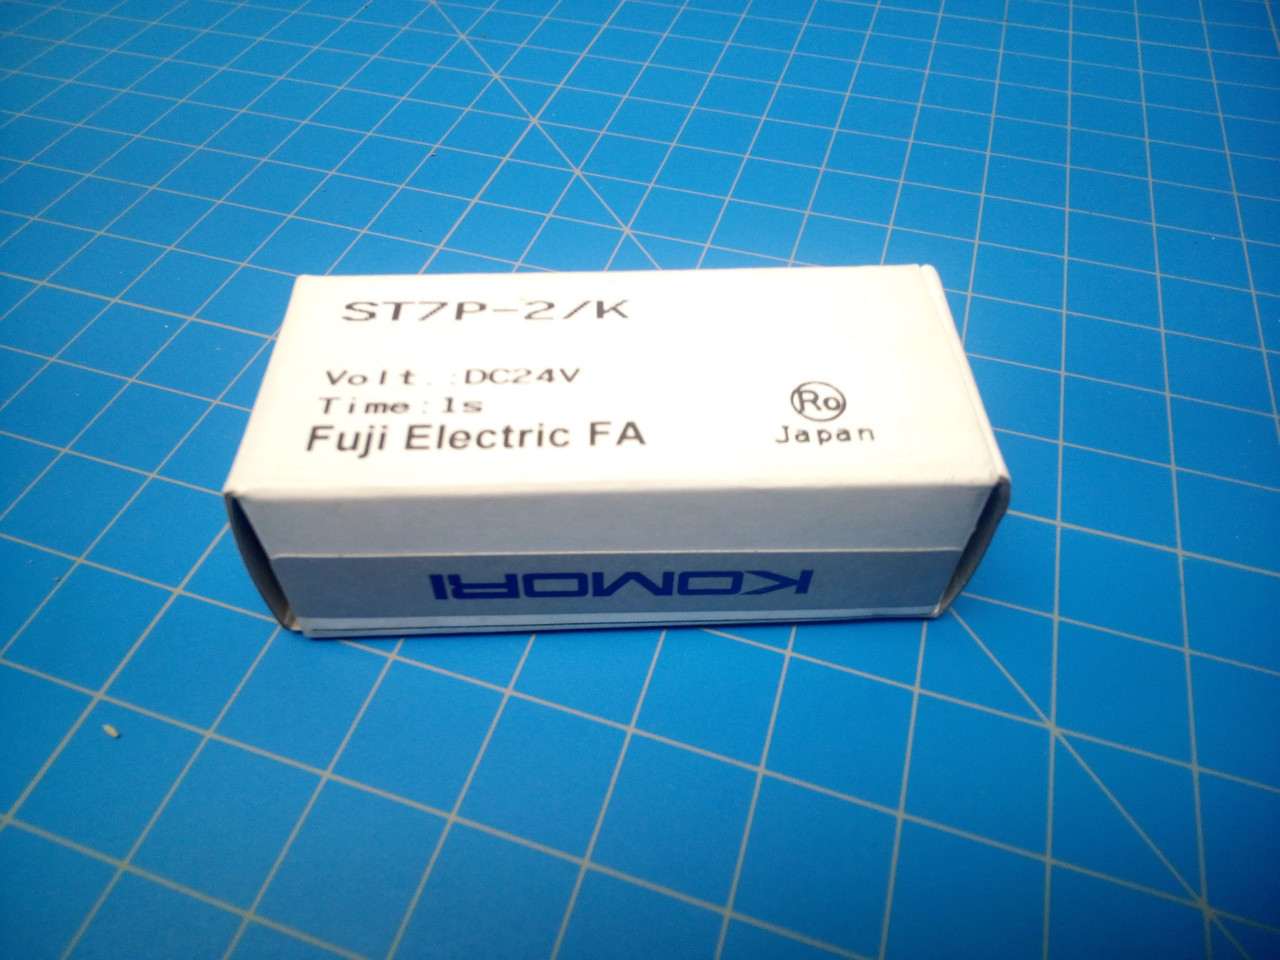 ST7P-2/K
Volt.:DC24V
Time:1s
Fuji Electric FA
Ro
Japan
KOMORI